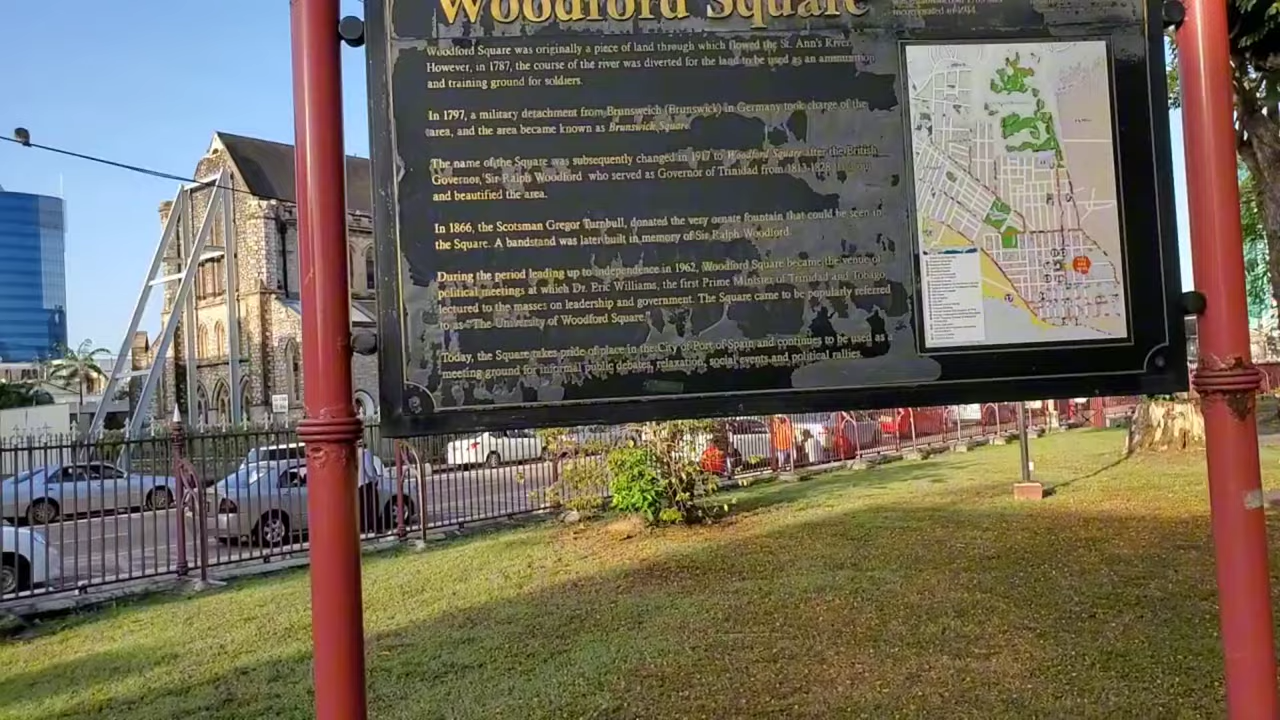 Woodford Square
incorporated in 1914.
Woodford Square was originally a piece of land through which flowed the St. Ann's River.
However, in 1787, the course of the river was diverted for the land to be used as an ammunition
and training ground for soldiers.
In 1797, a military detachment from Brunsweich (Brunswick) in Germany took charge of the
area, and the area became known as Brunswick Square.
The name of the Square was subsequently changed in 1917 to Woodford Square after the British
Governor, Sir Ralph Woodford who served as Governor of Trinidad from 1813-1828
and beautified the area.
In 1866, the Scotsman Gregor Turnbull, donated the very ornate fountain that could be seen in
the Square. A bandstand was later built in memory of Sir Ralph Woodford.
During the period leading up to independence in 1962, Woodford Square became the venue of
political meetings at which Dr. Eric Williams, the first Prime Minister of Trinidad and Tobago,
lectured to the masses on leadership and government. The Square came to be popularly referred
to as "The University of Woodford Square."
Today, the Square takes pride of place in the City of Port of Spain and continues to be used as a
meeting ground for informal public debates, relaxation, social events and political rallies.